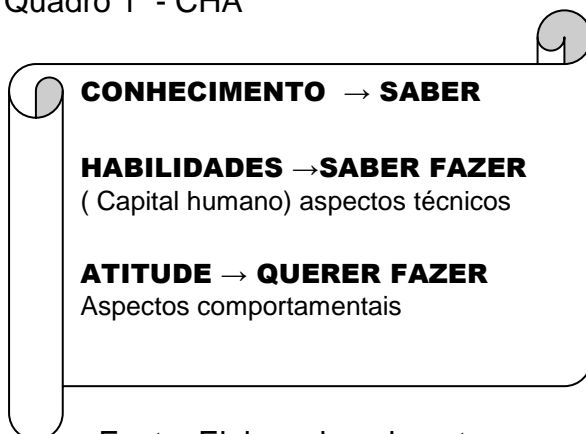 Quadro 1 - CHA
CONHECIMENTO → SABER
HABILIDADES →SABER FAZER
( Capital humano) aspectos técnicos
ATITUDE → QUERER FAZER
Aspectos comportamentais